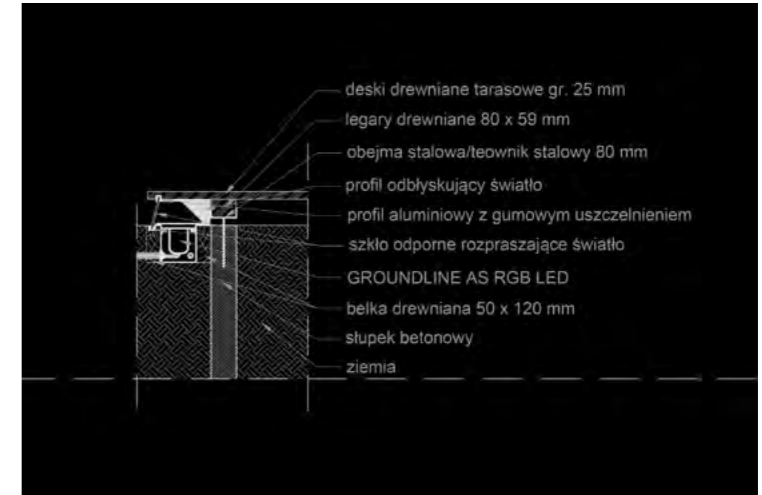 deski drewniane tarasowe gr. 25 mm
legary drewniane 80 x 59 mm
obejma stalowa/teownik stalowy 80 mm
profil odbłyskujący światło
profil aluminiowy z gumowym uszczelnieniem
szkło odporne rozpraszające światło
GROUNDLINE AS RGB LED
belka drewniana 50 x 120 mm
słupek betonowy
ziemia